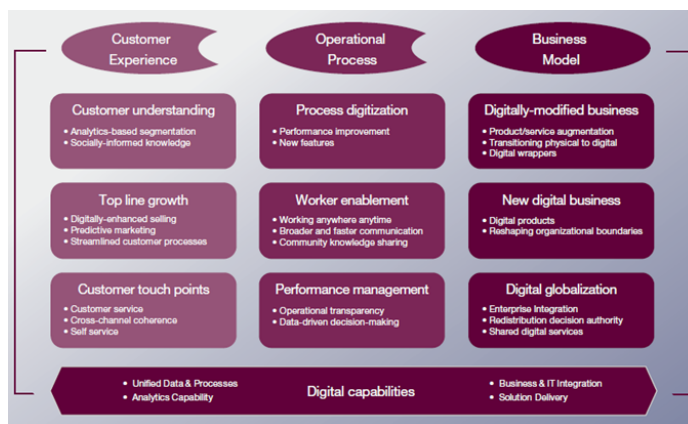 Customer
Experience
Operational
Process
Business
Model
Customer understanding
• Analytics-based segmentation
• Socially-informed knowledge
Process digitization
• Performance improvement
• New features
Digitally-modified business
• Product/service augmentation
• Transitioning physical to digital
• Digital wrappers
Top line growth
• Digitally-enhanced selling
• Predictive marketing
• Streamlined customer processes
Worker enablement
• Working anywhere anytime
• Broader and faster communication
• Community knowledge sharing
New digital business
• Digital products
• Reshaping organizational boundaries
Customer touch points
• Customer service
• Cross-channel coherence
• Self service
Performance management
• Operational transparency
• Data-driven decision-making
Digital globalization
• Enterprise Integration
• Redistribution decision authority
• Shared digital services
• Unified Data & Processes
• Analytics Capability
Digital capabilities
• Business & IT Integration
• Solution Delivery